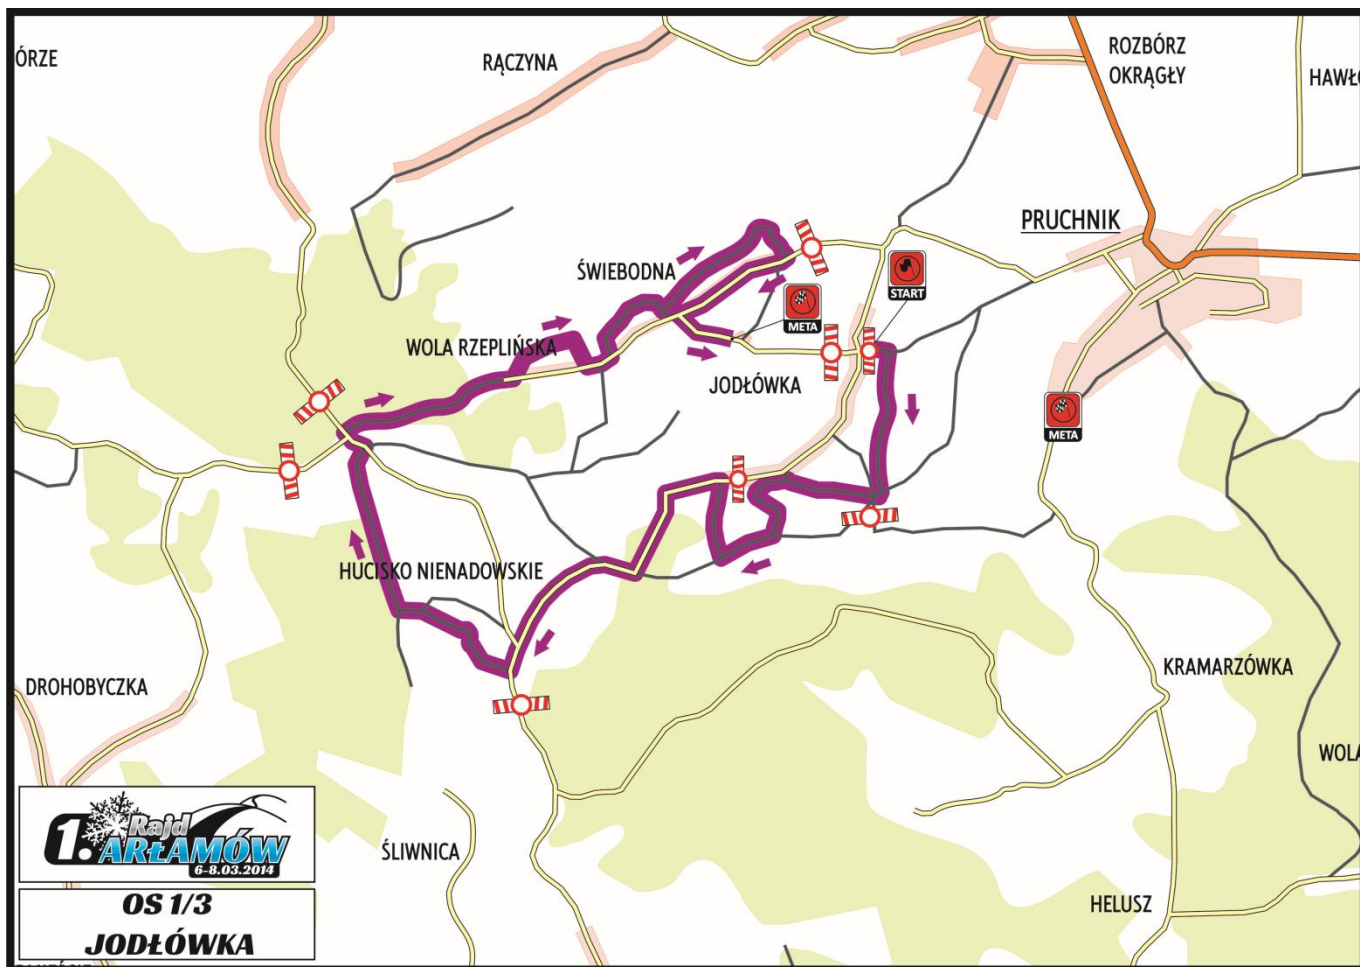 ÓRZE
RĄCZYNA
ROZBÓRZ
OKRĄGŁY
HAWŁO
PRUCHNIK
ŚWIEBODNA
START
META
WOLA RZEPLIŃSKA
JODŁÓWKA
META
HUCISKO NIENADOWSKIE
KRAMARZÓWKA
DROHOBYCZKA
WOLA
ŚLIWNICA
HELUSZ
1. Rajd
ARŁAMÓW
6-8.03.2014
OS 1/3
JODŁÓWKA